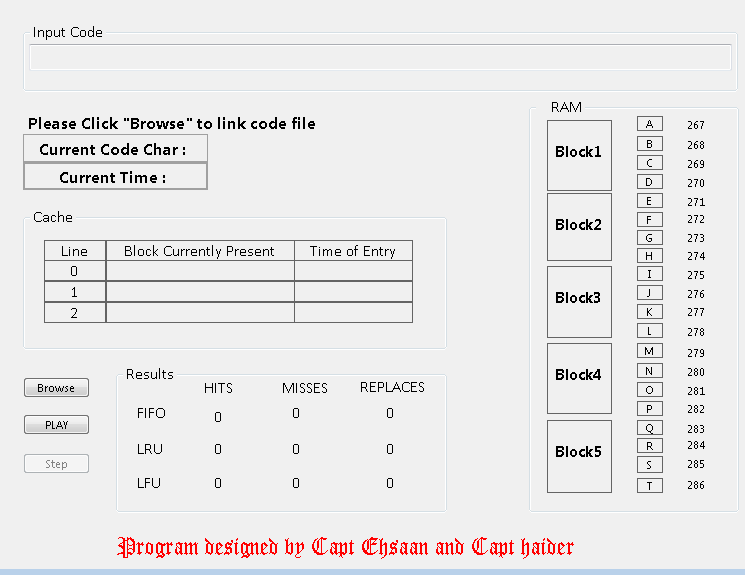 Input Code
Please Click "Browse" to link code file
Current Code Char :
Current Time :
Cache
Line Block Currently Present Time of Entry
0
1
2
Browse
PLAY
Step
Results
HITS MISSES REPLACES
FIFO 0 0 0
LRU 0 0 0
LFU 0 0 0
RAM
Block1
A 267
B 268
C 269
D 270
Block2
E 271
F 272
G 273
H 274
Block3
I 275
J 276
K 277
L 278
Block4
M 279
N 280
O 281
P 282
Block5
Q 283
R 284
S 285
T 286
Program designed by Capt Ehsaan and Capt haider